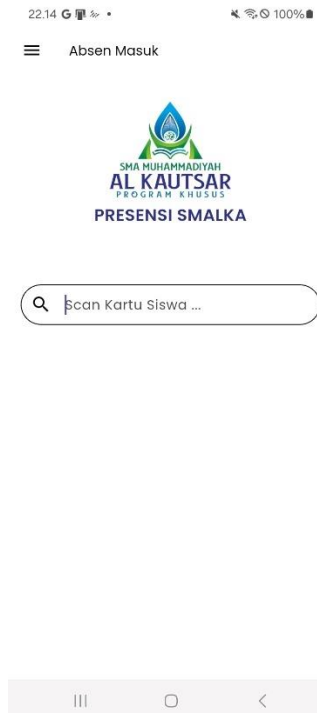 22.14 G 100%
Absen Masuk
SMA MUHAMMADIYAH
AL KAUTSAR
PROGRAM KHUSUS
PRESENSI SMALKA
Scan Kartu Siswa ...